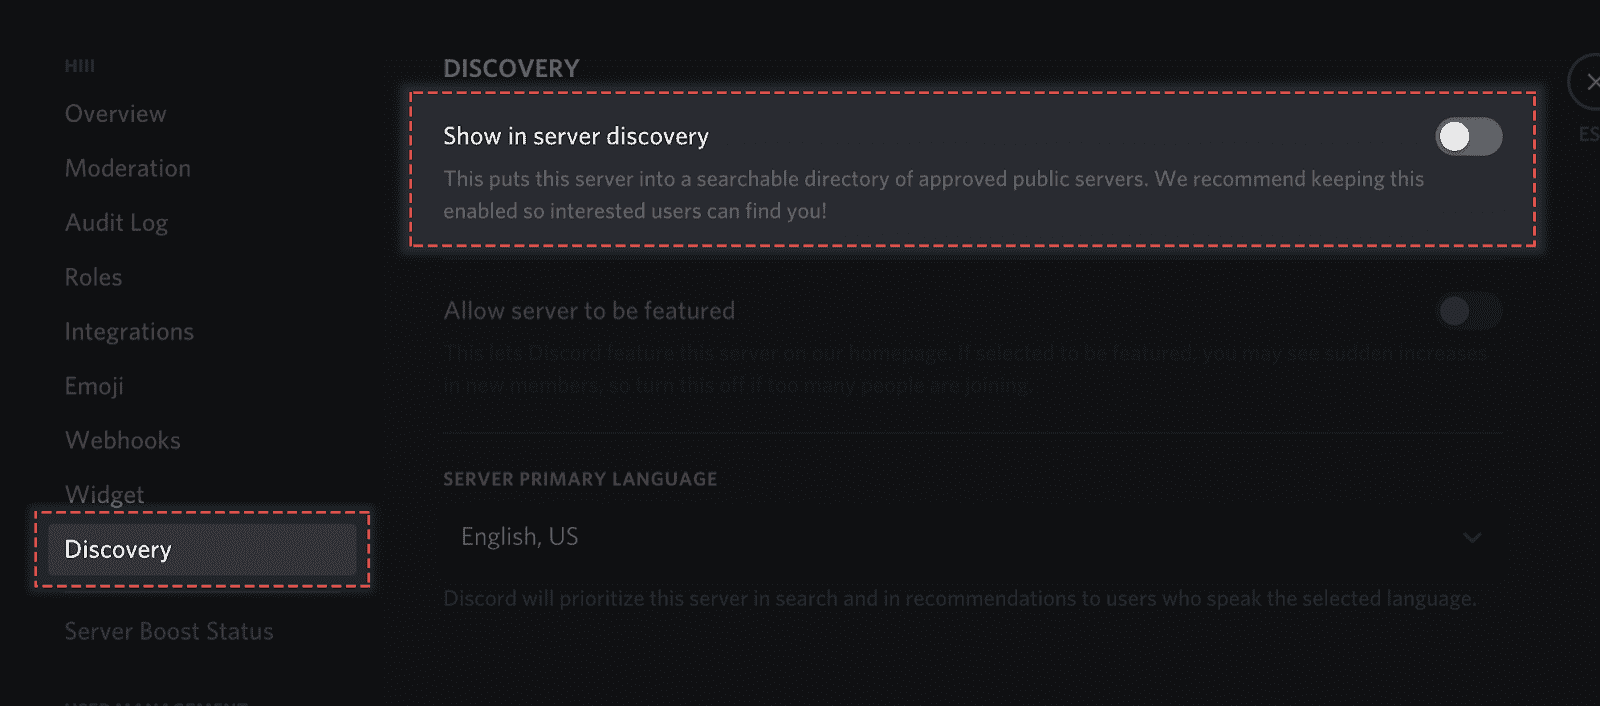 HIII
Overview
Moderation
Audit Log
Roles
Integrations
Emoji
Webhooks
Widget
Discovery
Server Boost Status
USER MANAGEMENT
DISCOVERY
Show in server discovery
This puts this server into a searchable directory of approved public servers. We recommend keeping this
enabled so interested users can find you!
Allow server to be featured
This lets Discord feature this server on our homepage. If selected to be featured, you may see sudden increases
in new members, so turn this off if too many people are joining.
SERVER PRIMARY LANGUAGE
English, US
Discord will prioritize this server in search and in recommendations to users who speak the selected language.
ES